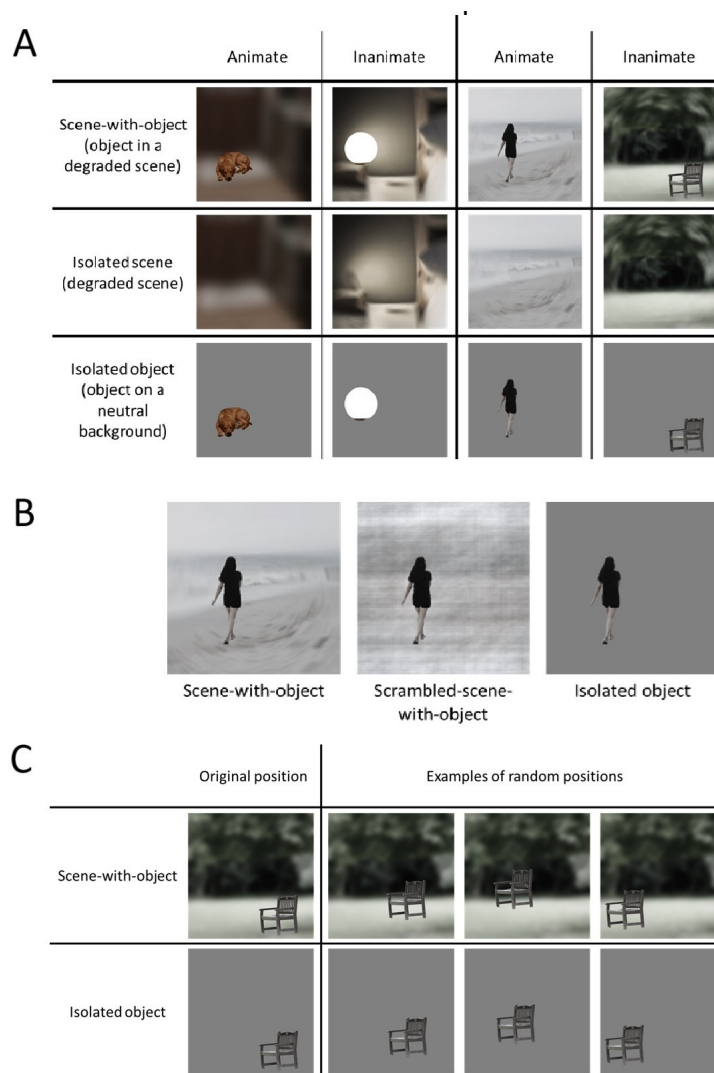 A
Animate
Inanimate
Animate
Inanimate
Scene-with-object
(object in a
degraded scene)
Isolated scene
(degraded scene)
Isolated object
(object on a
neutral
background)
B
Scene-with-object
Scrambled-scene-
with-object
Isolated object
C
Original position
Examples of random positions
Scene-with-object
Isolated object